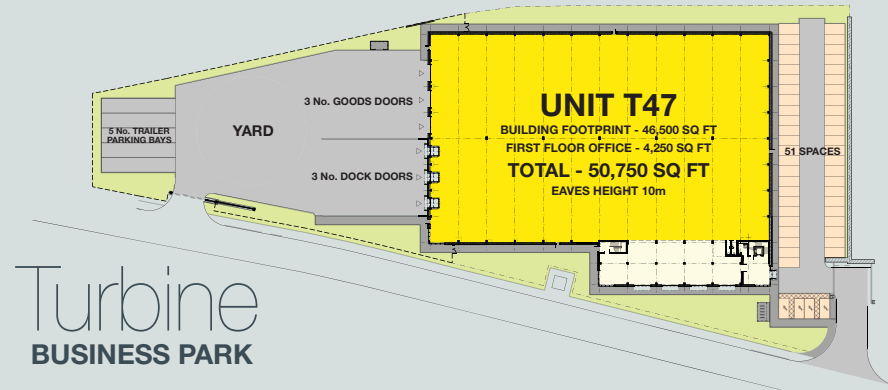 UNIT T47
BUILDING FOOTPRINT - 46,500 SQ FT
FIRST FLOOR OFFICE - 4,250 SQ FT
TOTAL - 50,750 SQ FT
EAVES HEIGHT 10m
3 No. GOODS DOORS
5 No. TRAILER
PARKING BAYS
YARD
3 No. DOCK DOORS
51 SPACES
Turbine
BUSINESS PARK